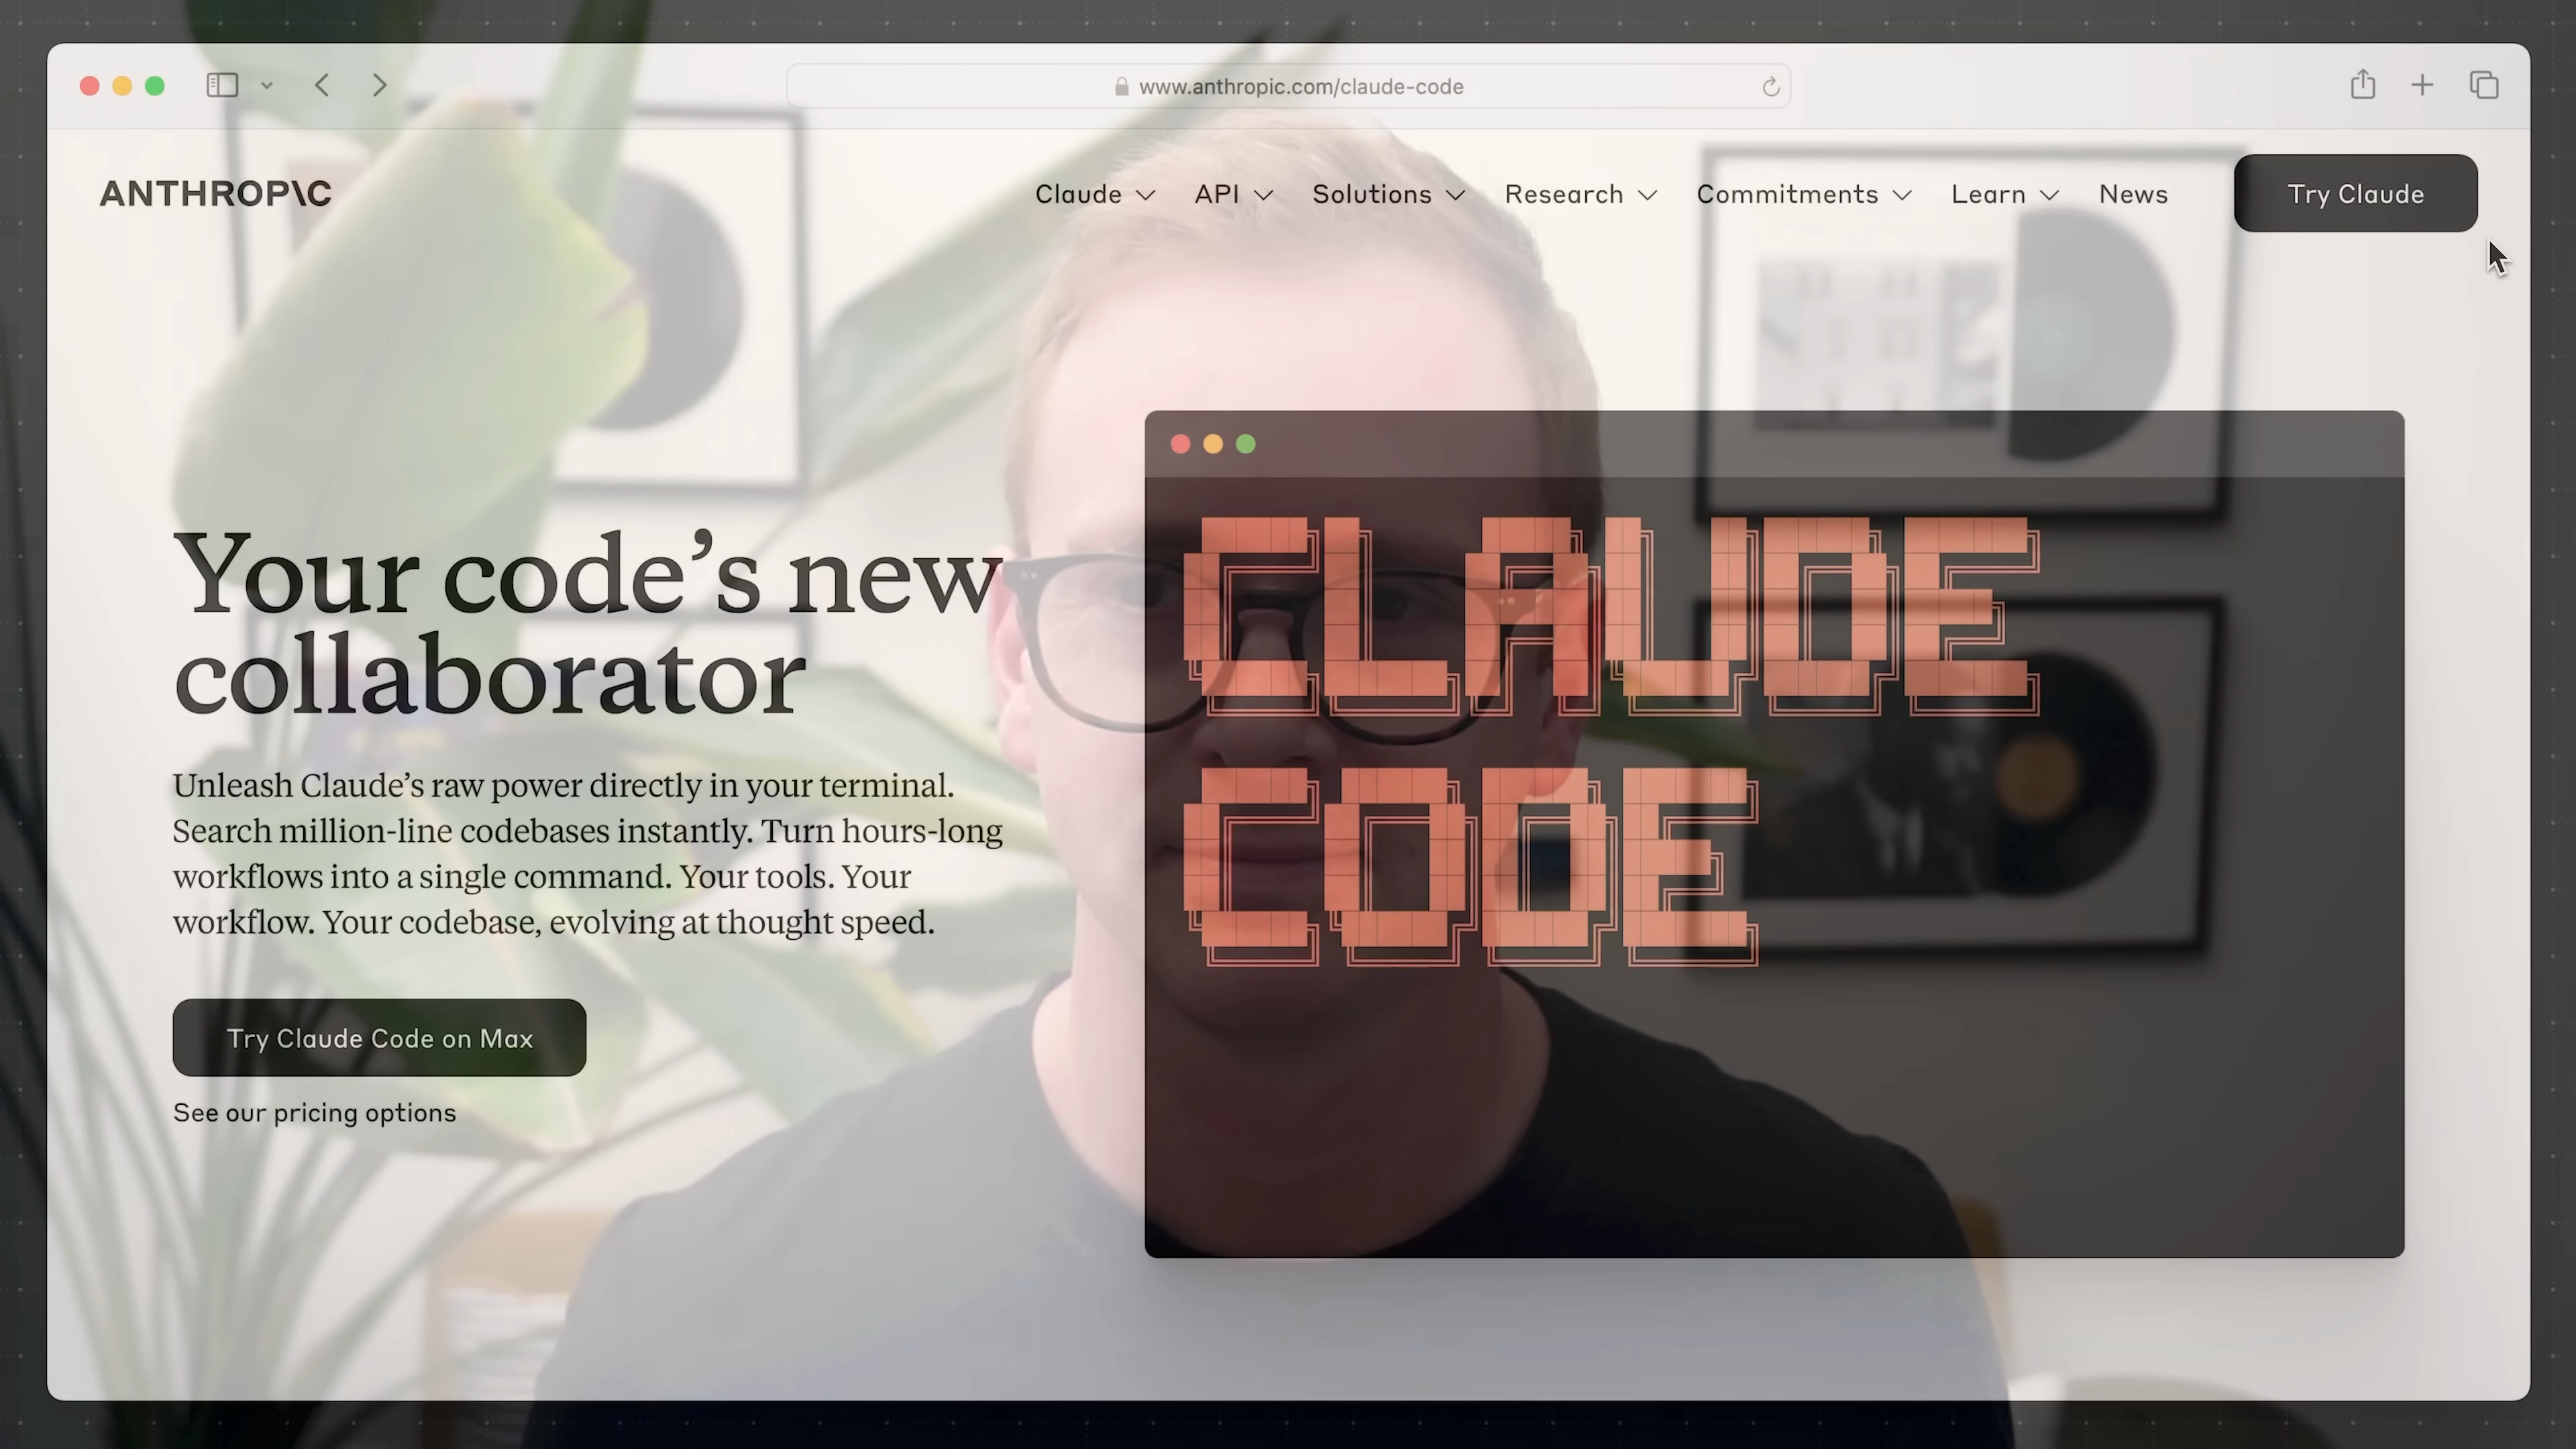 www.anthropic.com/claude-code
ANTHROP\C
Claude API Solutions Research Commitments Learn News Try Claude
Your code’s new
collaborator
Unleash Claude’s raw power directly in your terminal.
Search million-line codebases instantly. Turn hours-long
workflows into a single command. Your tools. Your
workflow. Your codebase, evolving at thought speed.
Try Claude Code on Max
See our pricing options
CLAUDE
CODE